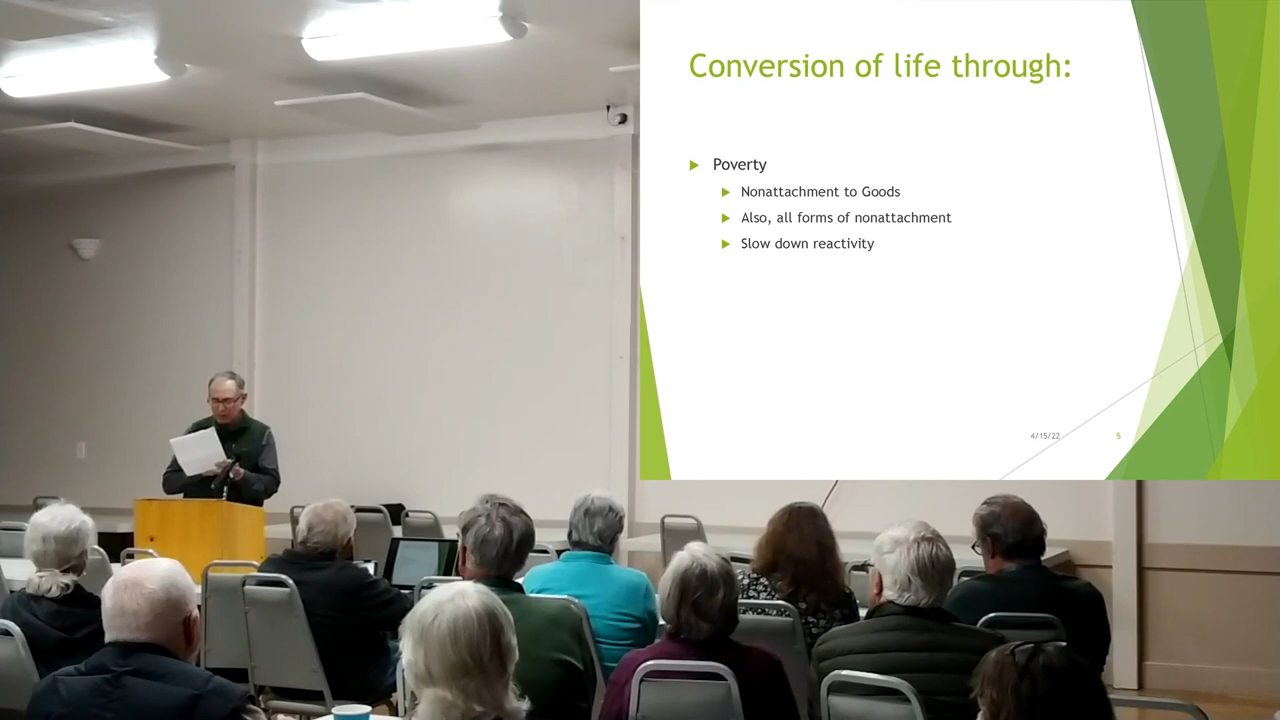 Conversion of life through:
Poverty
Nonattachment to Goods
Also, all forms of nonattachment
Slow down reactivity
4/15/22
5